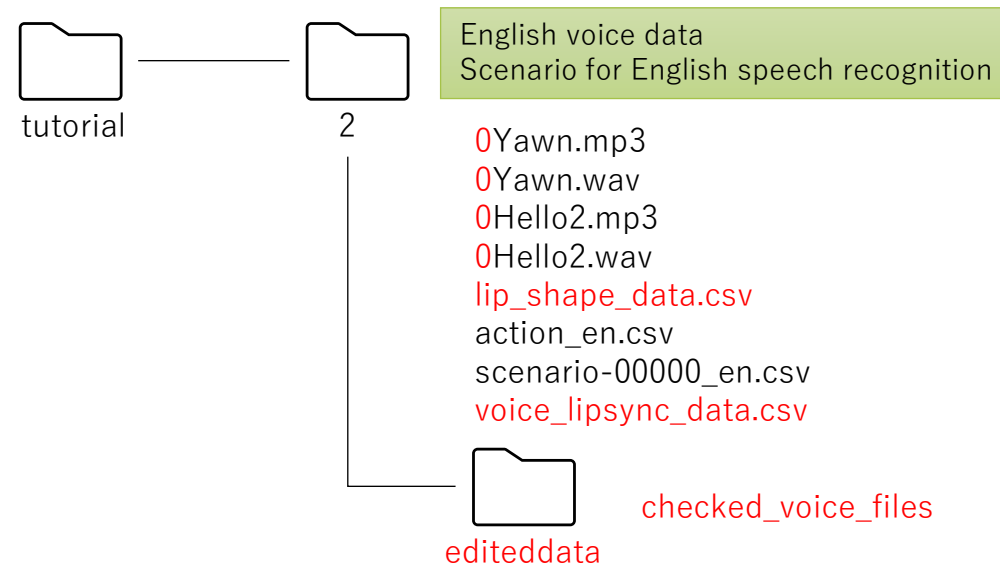 English voice data
Scenario for English speech recognition
tutorial
2
0Yawn.mp3
0Yawn.wav
0Hello2.mp3
0Hello2.wav
lip_shape_data.csv
action_en.csv
scenario-00000_en.csv
voice_lipsync_data.csv
checked_voice_files
editeddata